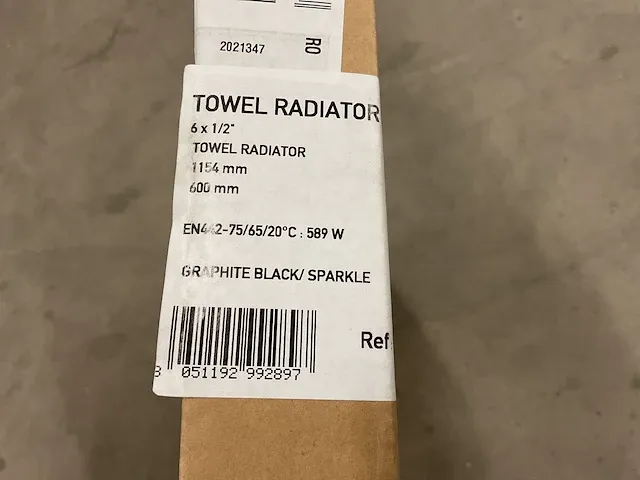 2021347
RO
TOWEL RADIATOR
6 x 1/2"
TOWEL RADIATOR
1154 mm
600 mm
EN442-75/65/20°C : 589 W
GRAPHITE BLACK/ SPARKLE
Ref
8 051192 992897